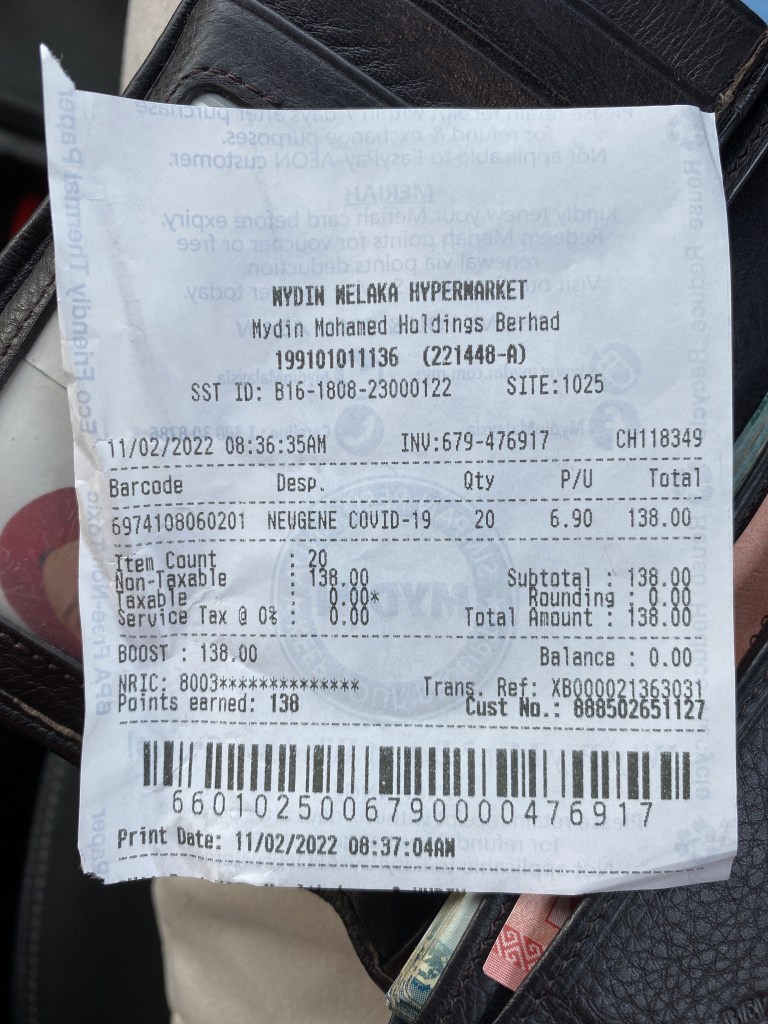 MYDIN MELAKA HYPERMARKET
Mydin Mohamed Holdings Berhad
199101011136 (221448-A)
SST ID: B16-1808-23000122 SITE:1025
11/02/2022 08:36:35AM INV:679-476917 CH118349
Barcode Desp. Qty P/U Total
6974108060201 NEWGENE COVID-19 20 6.90 138.00
Item Count : 20
Non-Taxable : 138.00 Subtotal : 138.00
Taxable : 0.00* Rounding : 0.00
Service Tax @ 0% : 0.00 Total Amount : 138.00
BOOST : 138.00 Balance : 0.00
NRIC: 8003************** Trans. Ref: XB000021363031
Points earned: 138 Cust No.: 888502651127
6601025006790000476917
Print Date: 11/02/2022 08:37:04AM